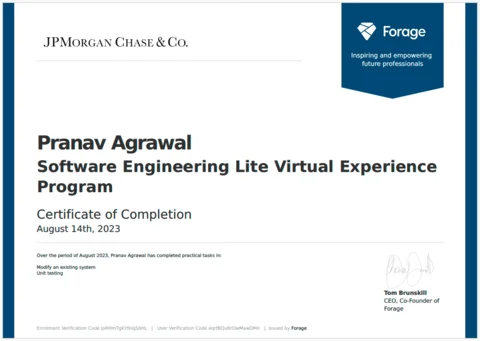 JPMORGAN CHASE & CO.
Forage
Inspiring and empowering
future professionals
Pranav Agrawal
Software Engineering Lite Virtual Experience
Program
Certificate of Completion
August 14th, 2023
Over the period of August 2023, Pranav Agrawal has completed practical tasks in:
Modify an existing system
Unit testing
Tom Brunskill
CEO, Co-Founder of
Forage
Enrolment Verification Code | User Verification Code | Issued by Forage